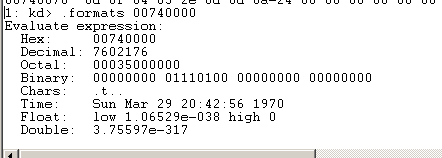 1: kd> .formats 00740000
Evaluate expression:
Hex: 00740000
Decimal: 7602176
Octal: 00035000000
Binary: 00000000 01110100 00000000 00000000
Chars: .t..
Time: Sun Mar 29 20:42:56 1970
Float: low 1.06529e-038 high 0
Double: 3.75597e-317